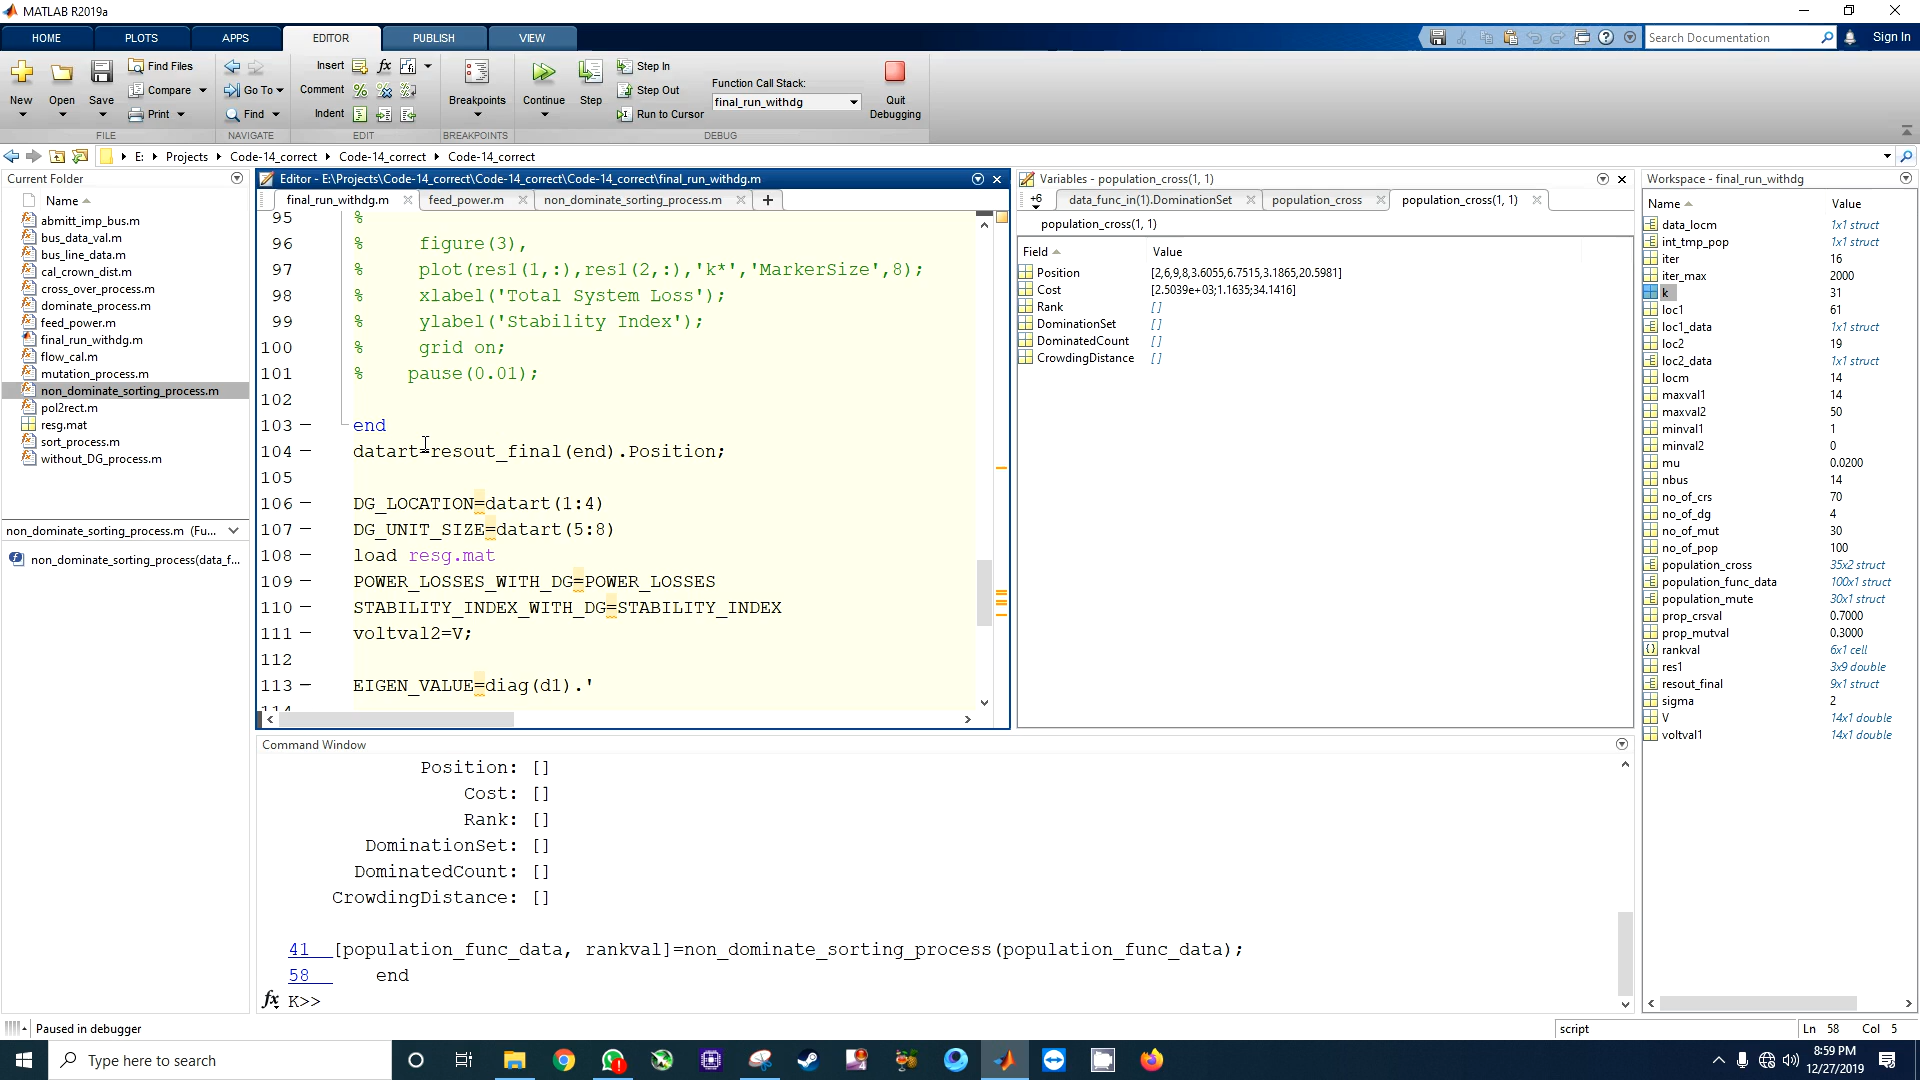 MATLAB R2019a
HOME PLOTS APPS EDITOR PUBLISH VIEW
Search Documentation Sign In
New Open Save Find Files Compare Print
Go To Find
Insert Comment Indent
Breakpoints Continue Step Step In Step Out Run to Cursor
Function Call Stack:
final_run_withdg
Quit Debugging
FILE NAVIGATE EDIT BREAKPOINTS DEBUG
E: Projects Code-14_correct Code-14_correct Code-14_correct
Current Folder
Name
abmitt_imp_bus.m
bus_data_val.m
bus_line_data.m
cal_crown_dist.m
cross_over_process.m
dominate_process.m
feed_power.m
final_run_withdg.m
flow_cal.m
mutation_process.m
non_dominate_sorting_process.m
pol2rect.m
resg.mat
sort_process.m
without_DG_process.m
non_dominate_sorting_process.m (Fu...
non_dominate_sorting_process(data_f...
Editor - E:\Projects\Code-14_correct\Code-14_correct\Code-14_correct\final_run_withdg.m
final_run_withdg.m feed_power.m non_dominate_sorting_process.m
95 %
96 % figure(3),
97 % plot(res1(1,:),res1(2,:),'k*','MarkerSize',8);
98 % xlabel('Total System Loss');
99 % ylabel('Stability Index');
100 % grid on;
101 % pause(0.01);
102
103 – end
104 – datart=resout_final(end).Position;
105
106 – DG_LOCATION=datart(1:4)
107 – DG_UNIT_SIZE=datart(5:8)
108 – load resg.mat
109 – POWER_LOSSES_WITH_DG=POWER_LOSSES
110 – STABILITY_INDEX_WITH_DG=STABILITY_INDEX
111 – voltval2=V;
112
113 – EIGEN_VALUE=diag(d1).'
114
Variables - population_cross(1, 1)
+6 data_func_in(1).DominationSet population_cross population_cross(1, 1)
population_cross(1, 1)
Field Value
Position [2,6,9,8,3.6055,6.7515,3.1865,20.5981]
Cost [2.5039e+03;1.1635;34.1416]
Rank []
DominationSet []
DominatedCount []
CrowdingDistance []
Workspace - final_run_withdg
Name Value
data_locm 1x1 struct
int_tmp_pop 1x1 struct
iter 16
iter_max 2000
k 31
loc1 61
loc1_data 1x1 struct
loc2 19
loc2_data 1x1 struct
locm 14
maxval1 14
maxval2 50
minval1 1
minval2 0
mu 0.0200
nbus 14
no_of_crs 70
no_of_dg 4
no_of_mut 30
no_of_pop 100
population_cross 35x2 struct
population_func_data 100x1 struct
population_mute 30x1 struct
prop_crsval 0.7000
prop_mutval 0.3000
rankval 6x1 cell
res1 3x9 double
resout_final 9x1 struct
sigma 2
V 14x1 double
voltval1 14x1 double
Command Window
Position: []
Cost: []
Rank: []
DominationSet: []
DominatedCount: []
CrowdingDistance: []
41 [population_func_data, rankval]=non_dominate_sorting_process(population_func_data);
58 end
fx K>>
Paused in debugger
script Ln 58 Col 5
Type here to search
8:59 PM
12/27/2019